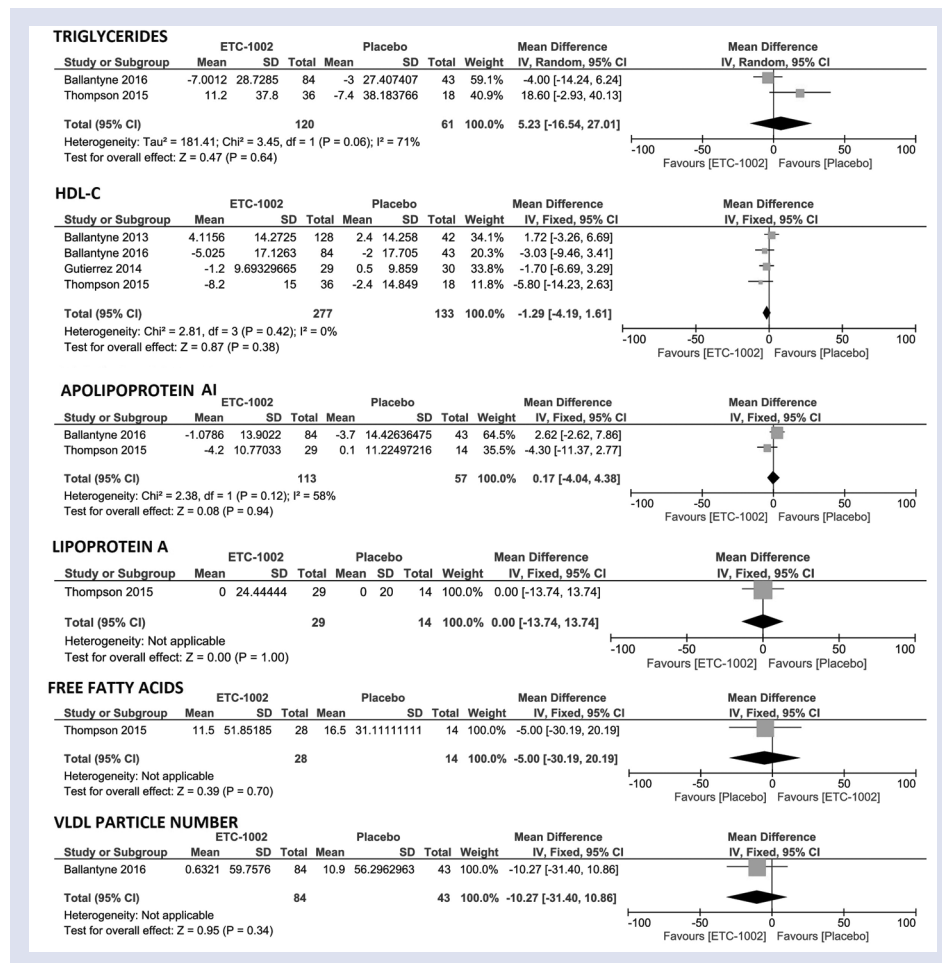 TRIGLYCERIDES
ETC-1002 Placebo Mean Difference Mean Difference
Study or Subgroup Mean SD Total Mean SD Total Weight IV, Random, 95% CI IV, Random, 95% CI
Ballantyne 2016 -7.0012 28.7285 84 -3 27.407407 43 59.1% -4.00 [-14.24, 6.24]
Thompson 2015 11.2 37.8 36 -7.4 38.183766 18 40.9% 18.60 [-2.93, 40.13]
Total (95% CI) 120 61 100.0% 5.23 [-16.54, 27.01]
Heterogeneity: Tau² = 181.41; Chi² = 3.45, df = 1 (P = 0.06); I² = 71%
Test for overall effect: Z = 0.47 (P = 0.64)
-100 -50 0 50 100
Favours [ETC-1002] Favours [Placebo]
HDL-C
ETC-1002 Placebo Mean Difference Mean Difference
Study or Subgroup Mean SD Total Mean SD Total Weight IV, Fixed, 95% CI IV, Fixed, 95% CI
Ballantyne 2013 4.1156 14.2725 128 2.4 14.258 42 34.1% 1.72 [-3.26, 6.69]
Ballantyne 2016 -5.025 17.1263 84 -2 17.705 43 20.3% -3.03 [-9.46, 3.41]
Gutierrez 2014 -1.2 9.69329665 29 0.5 9.859 30 33.8% -1.70 [-6.69, 3.29]
Thompson 2015 -8.2 15 36 -2.4 14.849 18 11.8% -5.80 [-14.23, 2.63]
Total (95% CI) 277 133 100.0% -1.29 [-4.19, 1.61]
Heterogeneity: Chi² = 2.81, df = 3 (P = 0.42); I² = 0%
Test for overall effect: Z = 0.87 (P = 0.38)
-100 -50 0 50 100
Favours [ETC-1002] Favours [Placebo]
APOLIPOPROTEIN AI
ETC-1002 Placebo Mean Difference Mean Difference
Study or Subgroup Mean SD Total Mean SD Total Weight IV, Fixed, 95% CI IV, Fixed, 95% CI
Ballantyne 2016 -1.0786 13.9022 84 -3.7 14.42636475 43 64.5% 2.62 [-2.62, 7.86]
Thompson 2015 -4.2 10.77033 29 0.1 11.22497216 14 35.5% -4.30 [-11.37, 2.77]
Total (95% CI) 113 57 100.0% 0.17 [-4.04, 4.38]
Heterogeneity: Chi² = 2.38, df = 1 (P = 0.12); I² = 58%
Test for overall effect: Z = 0.08 (P = 0.94)
-100 -50 0 50 100
Favours [ETC-1002] Favours [Placebo]
LIPOPROTEIN A
ETC-1002 Placebo Mean Difference Mean Difference
Study or Subgroup Mean SD Total Mean SD Total Weight IV, Fixed, 95% CI IV, Fixed, 95% CI
Thompson 2015 0 24.44444 29 0 20 14 100.0% 0.00 [-13.74, 13.74]
Total (95% CI) 29 14 100.0% 0.00 [-13.74, 13.74]
Heterogeneity: Not applicable
Test for overall effect: Z = 0.00 (P = 1.00)
-100 -50 0 50 100
Favours [ETC-1002] Favours [Placebo]
FREE FATTY ACIDS
ETC-1002 Placebo Mean Difference Mean Difference
Study or Subgroup Mean SD Total Mean SD Total Weight IV, Fixed, 95% CI IV, Fixed, 95% CI
Thompson 2015 11.5 51.85185 28 16.5 31.11111111 14 100.0% -5.00 [-30.19, 20.19]
Total (95% CI) 28 14 100.0% -5.00 [-30.19, 20.19]
Heterogeneity: Not applicable
Test for overall effect: Z = 0.39 (P = 0.70)
-100 -50 0 50 100
Favours [Placebo] Favours [ETC-1002]
VLDL PARTICLE NUMBER
ETC-1002 Placebo Mean Difference Mean Difference
Study or Subgroup Mean SD Total Mean SD Total Weight IV, Fixed, 95% CI IV, Fixed, 95% CI
Ballantyne 2016 0.6321 59.7576 84 10.9 56.2962963 43 100.0% -10.27 [-31.40, 10.86]
Total (95% CI) 84 43 100.0% -10.27 [-31.40, 10.86]
Heterogeneity: Not applicable
Test for overall effect: Z = 0.95 (P = 0.34)
-100 -50 0 50 100
Favours [ETC-1002] Favours [Placebo]